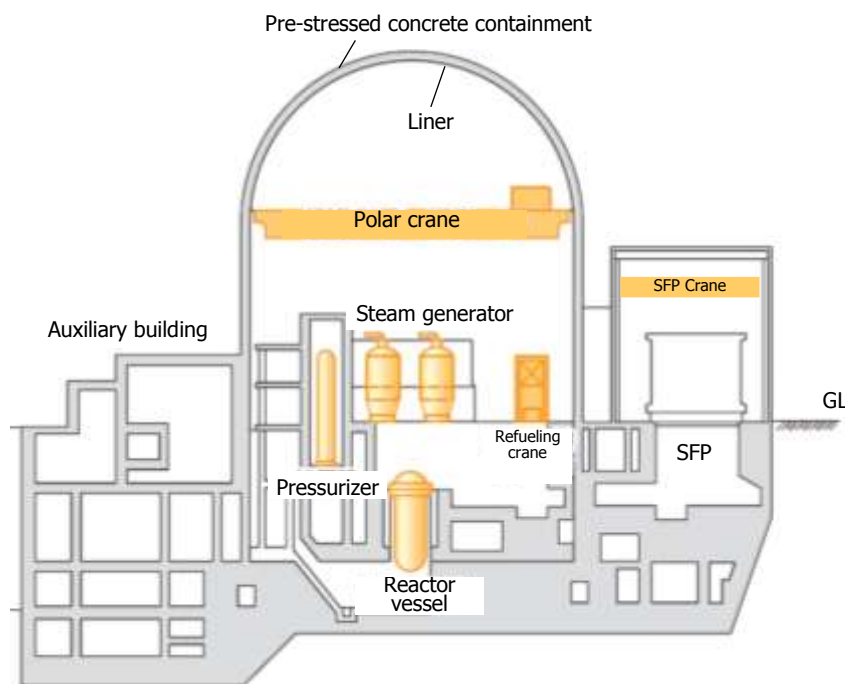 Pre-stressed concrete containment
Liner
Polar crane
SFP Crane
Steam generator
Auxiliary building
GL
Refueling
crane
SFP
Pressurizer
Reactor
vessel